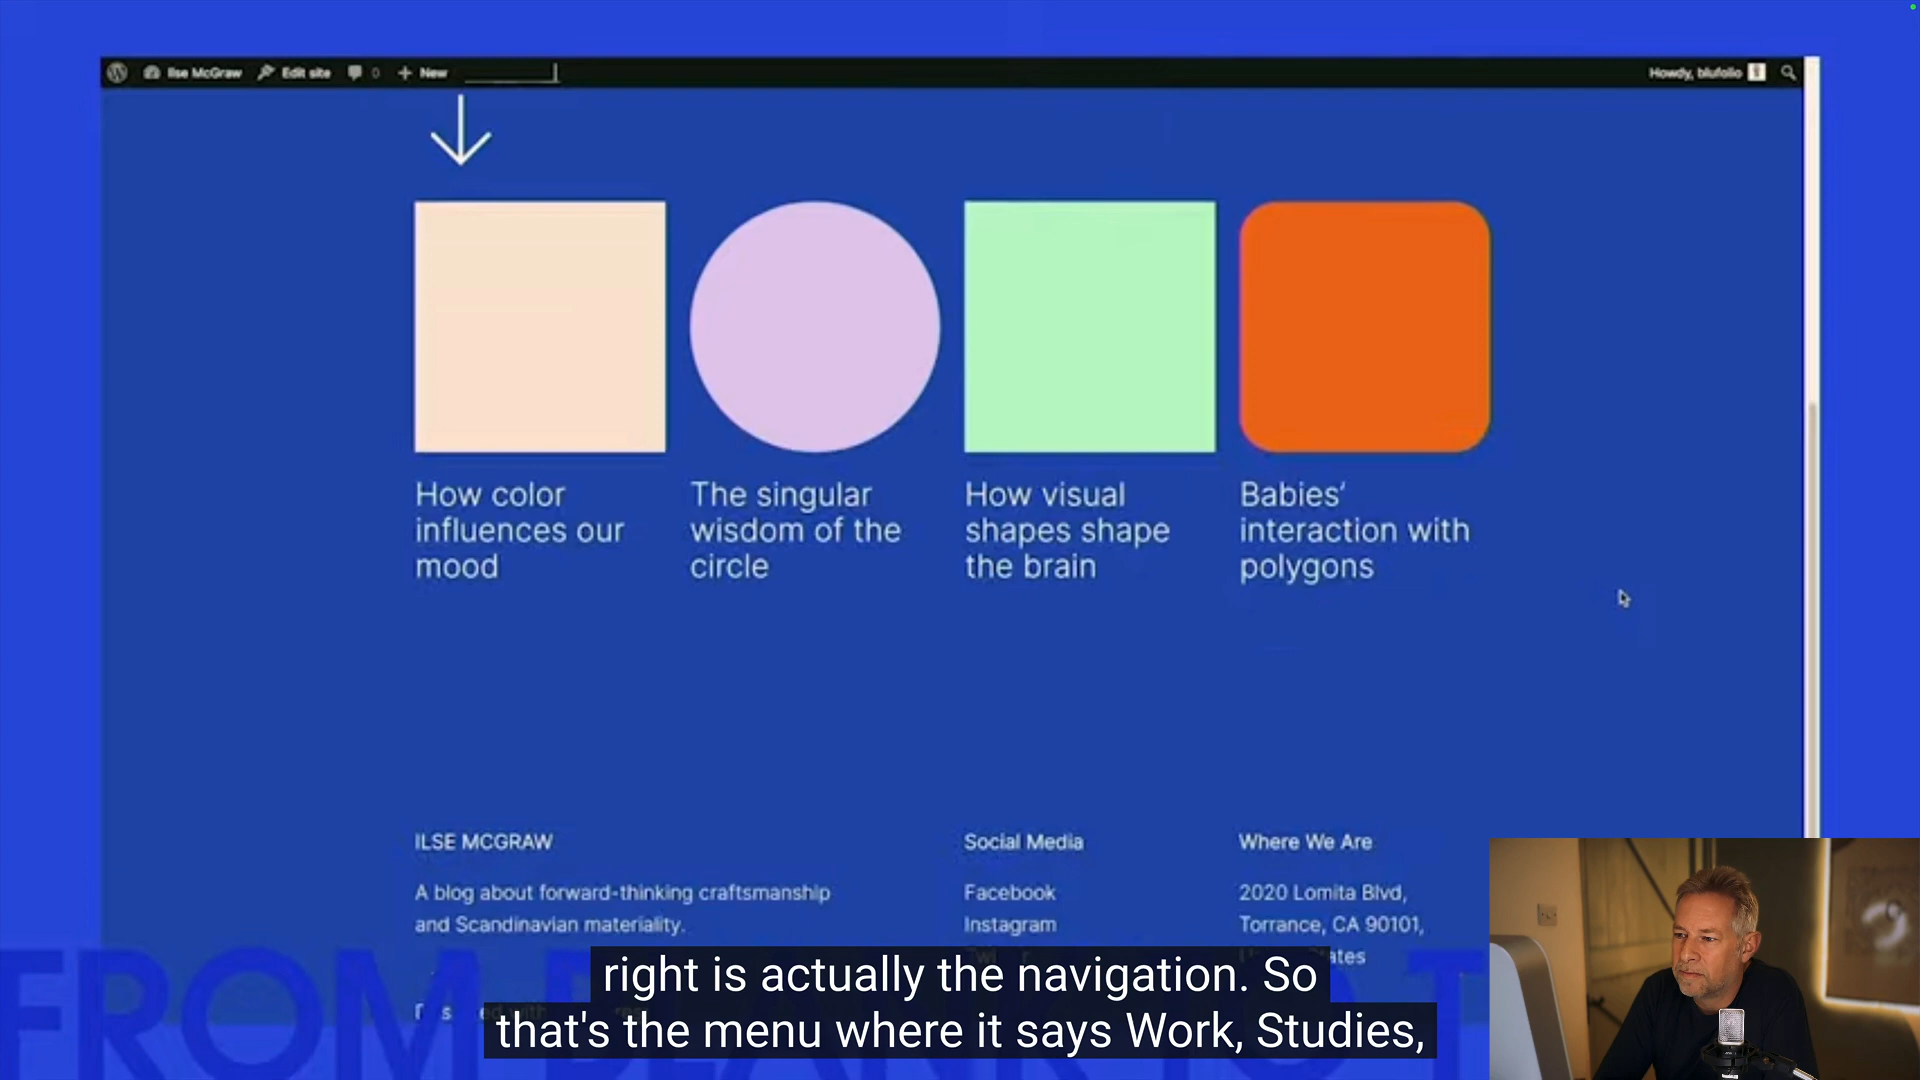 Ilse McGraw Edit site 0 New
Howdy, blufolio
How color
influences our
mood
The singular
wisdom of the
circle
How visual
shapes shape
the brain
Babies’
interaction with
polygons
ILSE MCGRAW
A blog about forward-thinking craftsmanship
and Scandinavian materiality.
Social Media
Facebook
Instagram
Where We Are
2020 Lomita Blvd,
Torrance, CA 90101,
right is actually the navigation. So
that's the menu where it says Work, Studies,
FROM BLANK TO